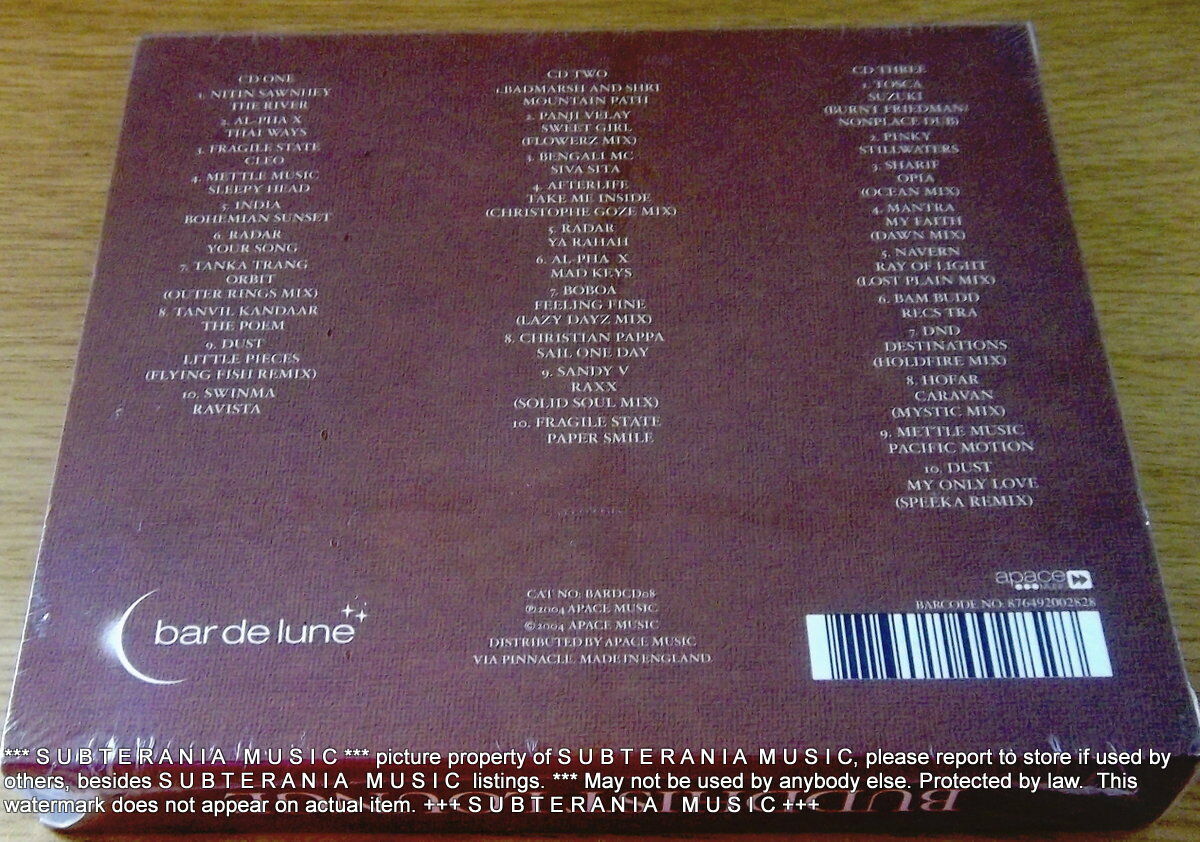 CD ONE
1. NITIN SAWNHEY
THE RIVER
2. AL-PHA X
THAI WAYS
3. FRAGILE STATE
CLEO
4. METTLE MUSIC
SLEEPY HEAD
5. INDIA
BOHEMIAN SUNSET
6. RADAR
YOUR SONG
7. TANKA TRANG
ORBIT
(OUTER RINGS MIX)
8. TANVIL KANDAAR
THE POEM
9. DUST
LITTLE PIECES
(FLYING FISH REMIX)
10. SWINMA
RAVISTA
CD TWO
1. BADMARSH AND SHRI
MOUNTAIN PATH
2. PANJI VELAY
SWEET GIRL
(FLOWERZ MIX)
3. BENGALI MC
SIVA SITA
4. AFTERLIFE
TAKE ME INSIDE
(CHRISTOPHE GOZE MIX)
5. RADAR
YA RAHAH
6. AL-PHA X
MAD KEYS
7. BOBOA
FEELING FINE
(LAZY DAYZ MIX)
8. CHRISTIAN PAPPA
SAIL ONE DAY
9. SANDY V
RAXX
(SOLID SOUL MIX)
10. FRAGILE STATE
PAPER SMILE
CD THREE
1. TOSCA
SUZUKI
(BURNT FRIEDMAN/
NONPLACE DUB)
2. PINKY
STILLWATERS
3. SHARIF
OPIA
(OCEAN MIX)
4. MANTRA
MY FAITH
(DAWN MIX)
5. NAVERN
RAY OF LIGHT
(LOST PLAIN MIX)
6. BAM BUDD
RECS TRA
7. DND
DESTINATIONS
(HOLDFIRE MIX)
8. HOFAR
CARAVAN
(MYSTIC MIX)
9. METTLE MUSIC
PACIFIC MOTION
10. DUST
MY ONLY LOVE
(SPEEKA REMIX)
bar de lune
CAT NO: BARDCD08
℗ 2004 APACE MUSIC
© 2004 APACE MUSIC
DISTRIBUTED BY APACE MUSIC
VIA PINNACLE. MADE IN ENGLAND
apace
MUSIC
BARCODE NO: 876492002828
*** S U B T E R A N I A   M U S I C *** picture property of S U B T E R A N I A  M U S I C, please report to store if used by
others, besides S U B T E R A N I A   M U S I C  listings. *** May not be used by anybody else. Protected by law.  This
watermark does not appear on actual item. +++ S U B T E R A N I A  M U S I C +++